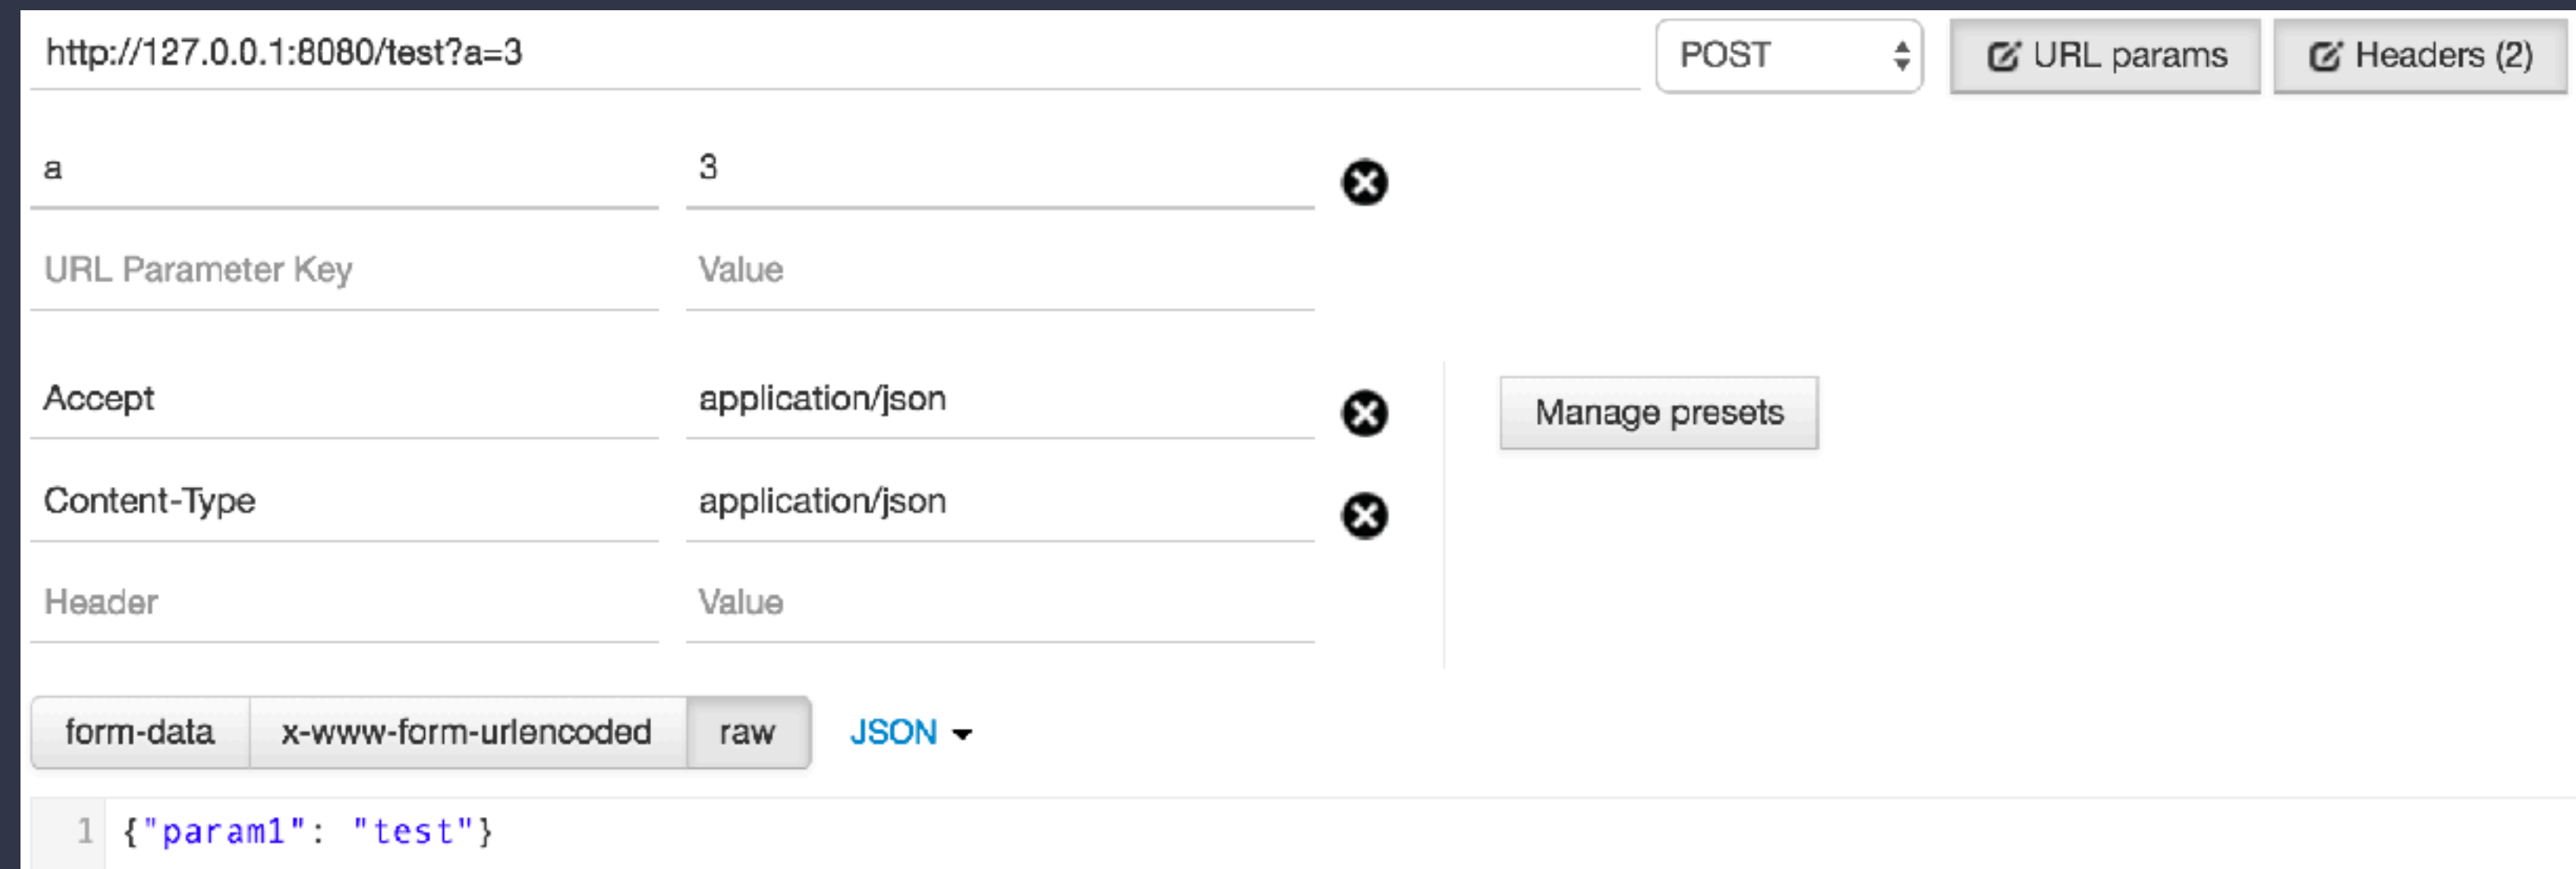 http://127.0.0.1:8080/test?a=3 POST URL params Headers (2)
a 3
URL Parameter Key Value
Accept application/json Manage presets
Content-Type application/json
Header Value
form-data x-www-form-urlencoded raw JSON
1 {"param1": "test"}